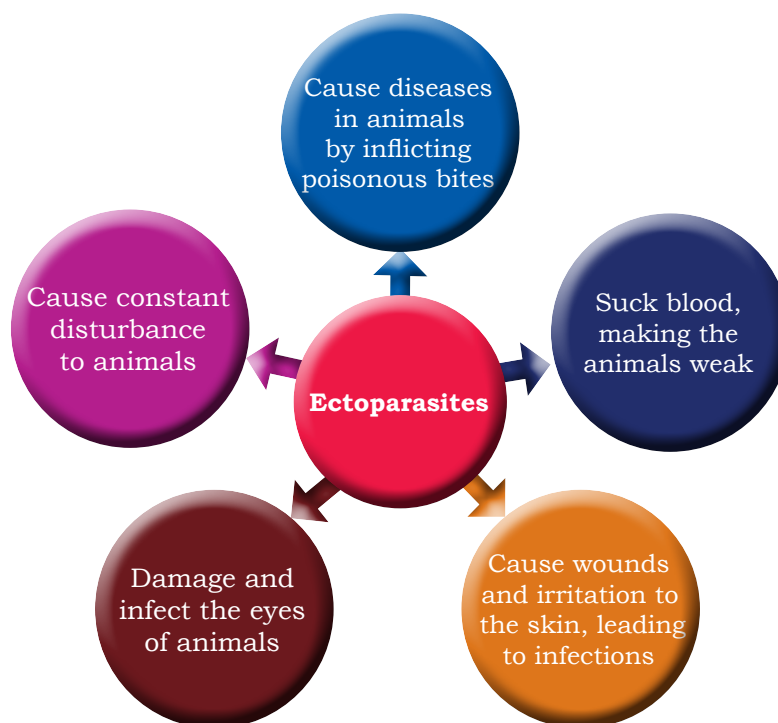 Cause diseases
in animals
by inflicting
poisonous bites
Cause constant
disturbance
to animals
Suck blood,
making the
animals weak
Ectoparasites
Damage and
infect the eyes
of animals
Cause wounds
and irritation to
the skin, leading
to infections